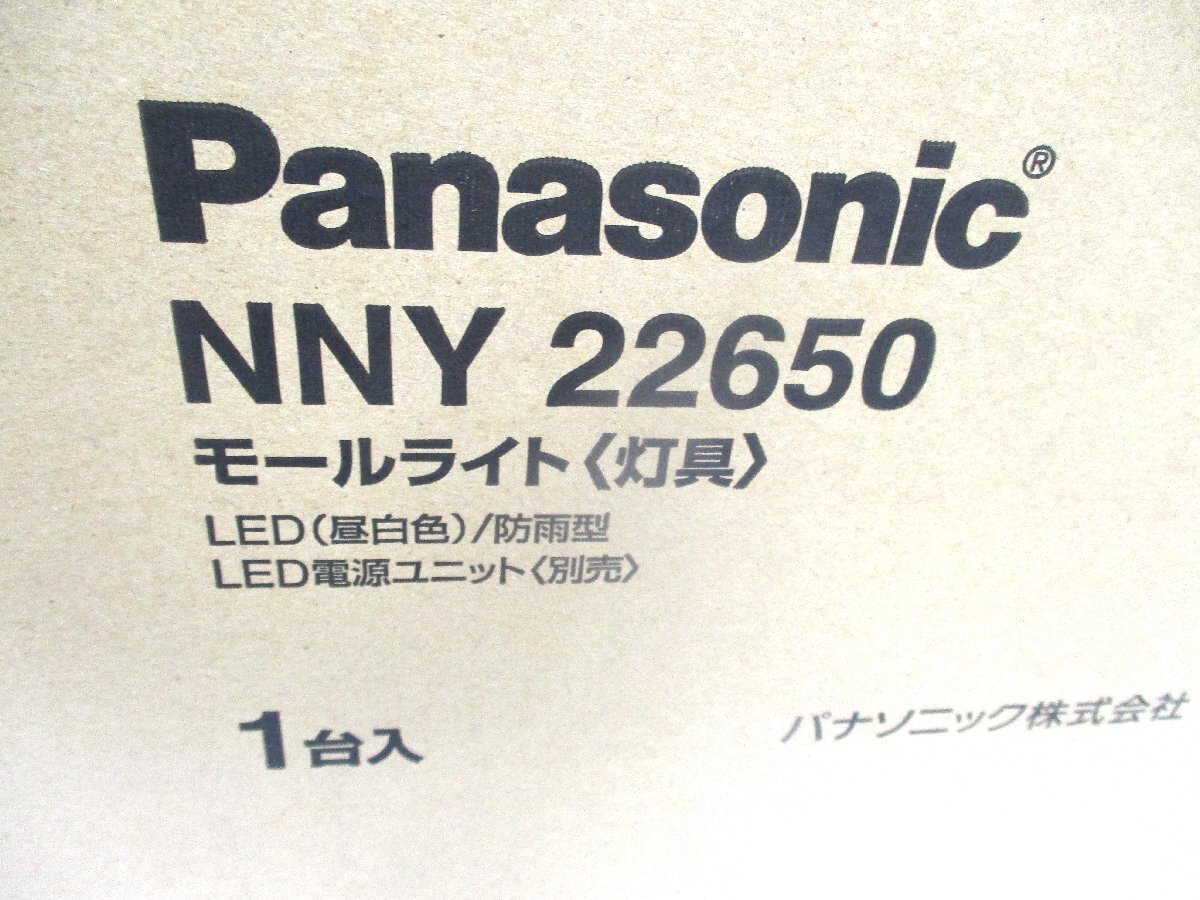 Panasonic®
NNY 22650
モールライト〈灯具〉
LED(昼白色)/防雨型
LED電源ユニット〈別売〉
1台入
パナソニック株式会社